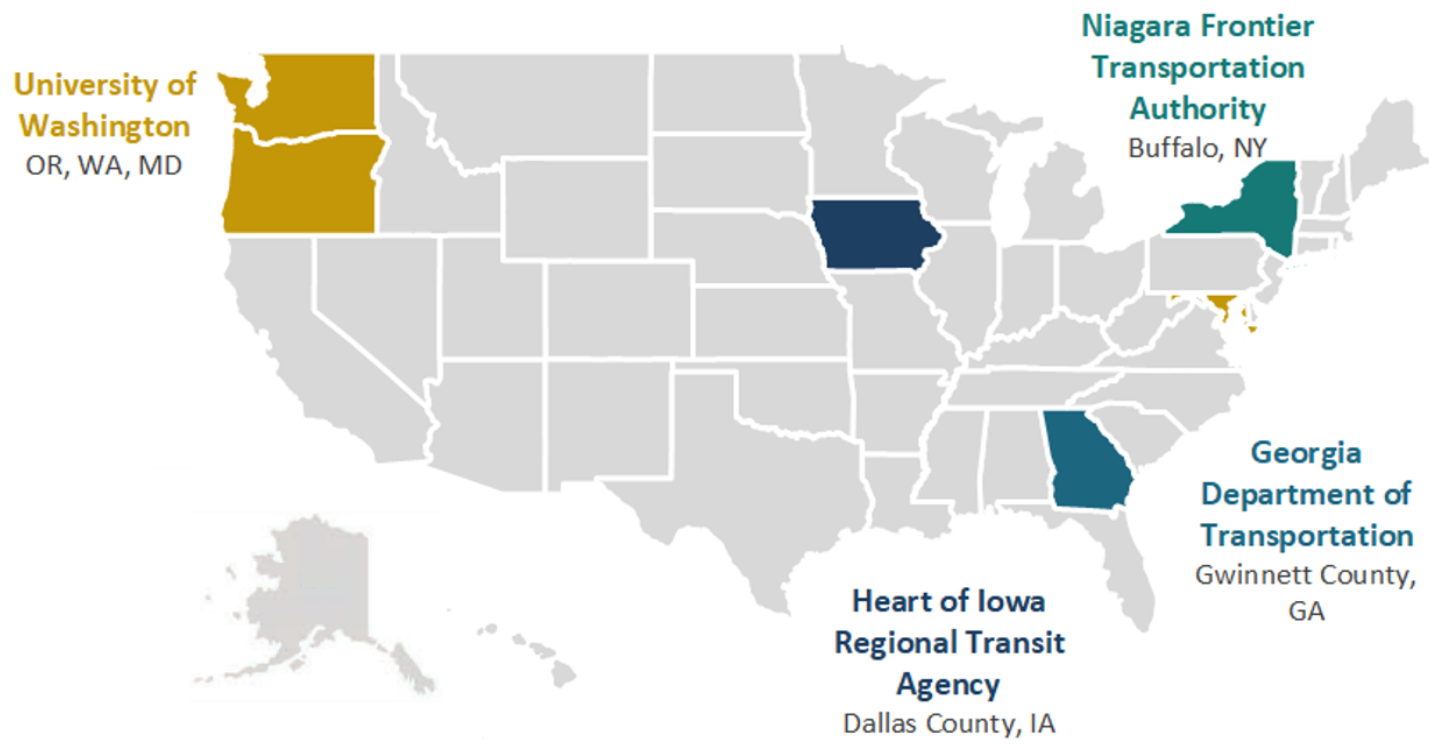 University of
Washington
OR, WA, MD
Niagara Frontier
Transportation
Authority
Buffalo, NY
Georgia
Department of
Transportation
Gwinnett County,
GA
Heart of Iowa
Regional Transit
Agency
Dallas County, IA